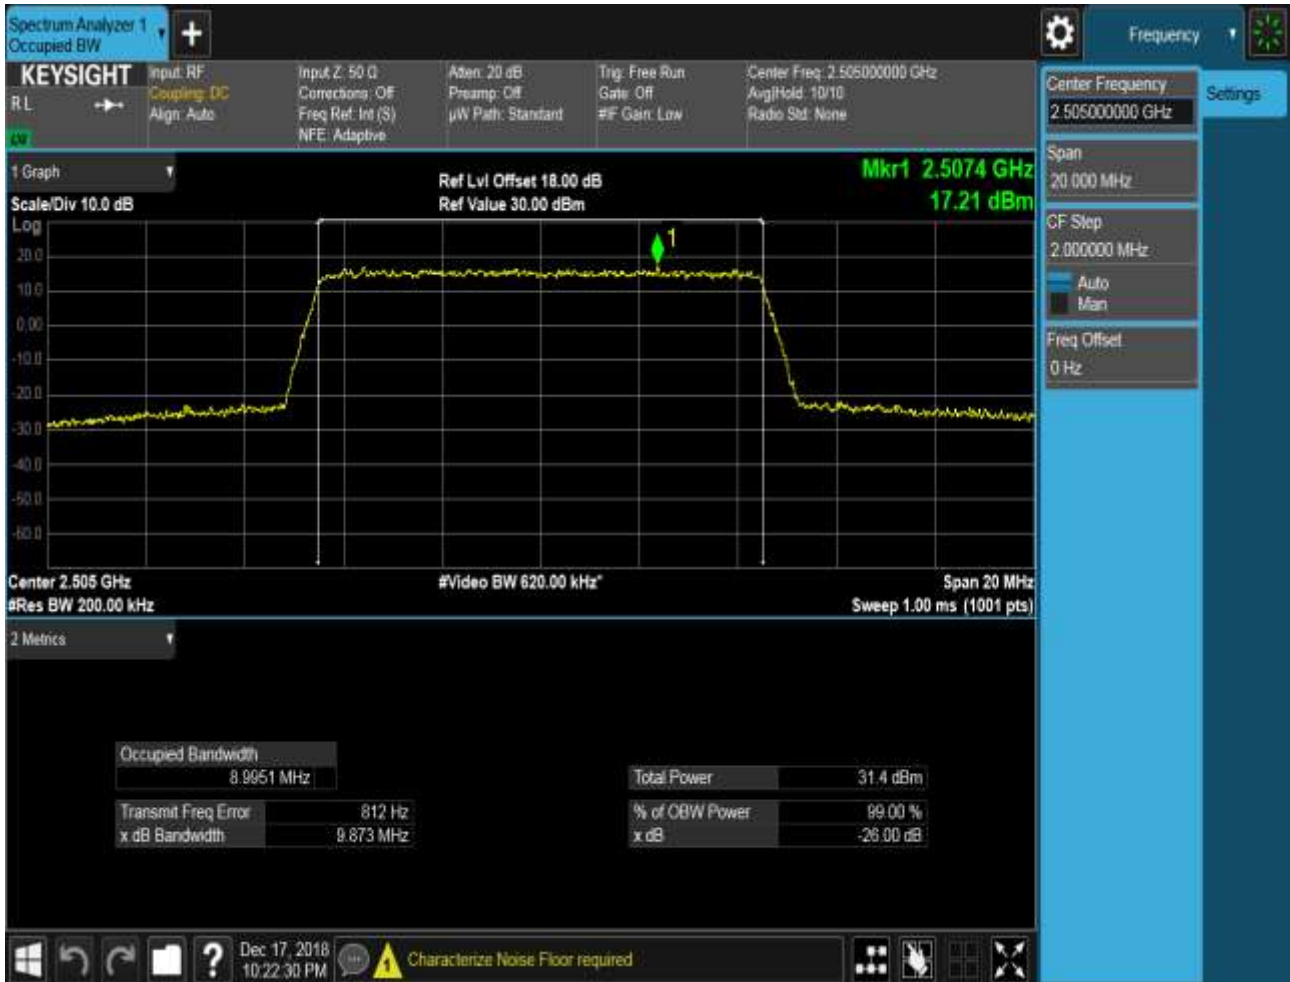 Spectrum Analyzer 1
Occupied BW
+
Frequency
KEYSIGHT
RL
Input: RF
Coupling: DC
Align: Auto
Input Z: 50 Ω
Corrections: Off
Freq Ref: Int (S)
NFE: Adaptive
Atten: 20 dB
Preamp: Off
µW Path: Standard
Trig: Free Run
Gate: Off
#IF Gain: Low
Center Freq: 2.505000000 GHz
Avg|Hold: 10/10
Radio Std: None
Center Frequency
2.505000000 GHz
Settings
Span
20.000 MHz
CF Step
2.000000 MHz
Auto
Man
Freq Offset
0 Hz
1 Graph
Scale/Div 10.0 dB
Ref Lvl Offset 18.00 dB
Ref Value 30.00 dBm
Mkr1 2.5074 GHz
17.21 dBm
Log
20.0
10.0
0.00
-10.0
-20.0
-30.0
-40.0
-50.0
-60.0
1
Center 2.505 GHz
#Res BW 200.00 kHz
#Video BW 620.00 kHz*
Span 20 MHz
Sweep 1.00 ms (1001 pts)
2 Metrics
Occupied Bandwidth
8.9951 MHz
Transmit Freq Error 812 Hz
x dB Bandwidth 9.873 MHz
Total Power 31.4 dBm
% of OBW Power 99.00 %
x dB -26.00 dB
?
Dec 17, 2018
10:22:30 PM
1
Characterize Noise Floor required